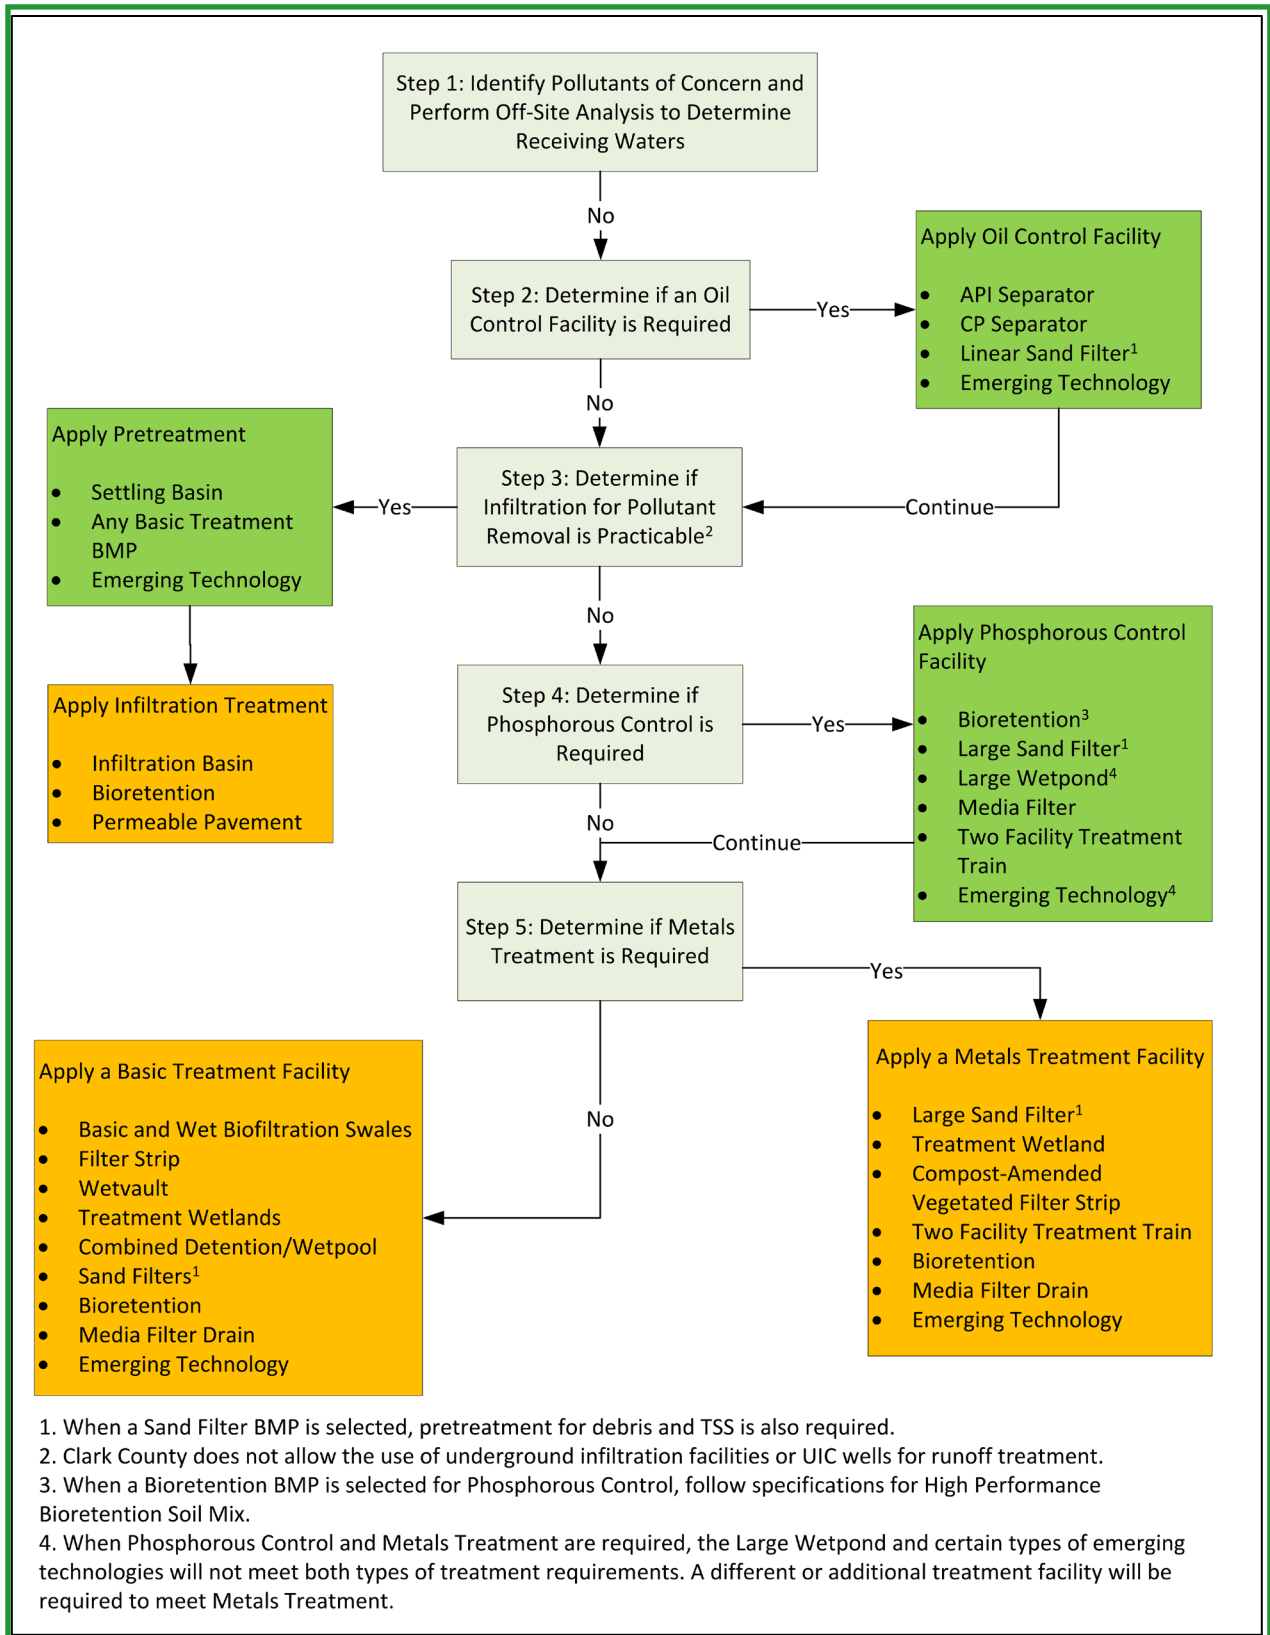 Step 1: Identify Pollutants of Concern and
Perform Off-Site Analysis to Determine
Receiving Waters
No
Apply Oil Control Facility
• API Separator
• CP Separator
• Linear Sand Filter¹
• Emerging Technology
Step 2: Determine if an Oil
Control Facility is Required
Yes
No
Apply Pretreatment
• Settling Basin
• Any Basic Treatment
BMP
• Emerging Technology
Step 3: Determine if
Infiltration for Pollutant
Removal is Practicable²
Yes
Continue
No
Apply Phosphorous Control
Facility
• Bioretention³
• Large Sand Filter¹
• Large Wetpond⁴
• Media Filter
• Two Facility Treatment
Train
• Emerging Technology⁴
Apply Infiltration Treatment
• Infiltration Basin
• Bioretention
• Permeable Pavement
Step 4: Determine if
Phosphorous Control is
Required
Yes
No
Continue
Step 5: Determine if Metals
Treatment is Required
Yes
No
Apply a Basic Treatment Facility
• Basic and Wet Biofiltration Swales
• Filter Strip
• Wetvault
• Treatment Wetlands
• Combined Detention/Wetpool
• Sand Filters¹
• Bioretention
• Media Filter Drain
• Emerging Technology
Apply a Metals Treatment Facility
• Large Sand Filter¹
• Treatment Wetland
• Compost-Amended
Vegetated Filter Strip
• Two Facility Treatment Train
• Bioretention
• Media Filter Drain
• Emerging Technology
1. When a Sand Filter BMP is selected, pretreatment for debris and TSS is also required.
2. Clark County does not allow the use of underground infiltration facilities or UIC wells for runoff treatment.
3. When a Bioretention BMP is selected for Phosphorous Control, follow specifications for High Performance
Bioretention Soil Mix.
4. When Phosphorous Control and Metals Treatment are required, the Large Wetpond and certain types of emerging
technologies will not meet both types of treatment requirements. A different or additional treatment facility will be
required to meet Metals Treatment.